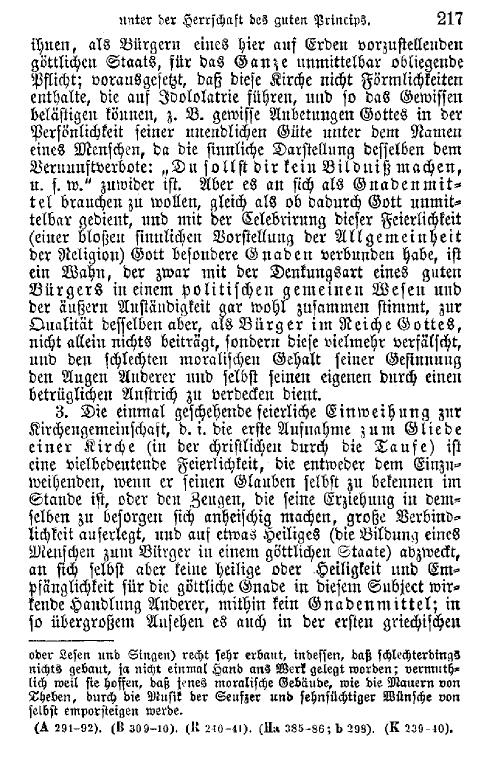 unter der Herrschaft des guten Princips. 217
ihnen, als Bürgern eines hier auf Erden vorzustellenden
göttlichen Staats, für das Ganze unmittelbar obliegende
Pflicht; vorausgesetzt, daß diese Kirche nicht Förmlichkeiten
enthalte, die auf Idololatrie führen, und so das Gewissen
belästigen können, z. B. gewisse Anbetungen Gottes in der
Persönlichkeit seiner unendlichen Güte unter dem Namen
eines Menschen, da die sinnliche Darstellung desselben dem
Vernunftverbote: „Du sollst dir kein Bildniß machen,
u. s. w.“ zuwider ist. Aber es an sich als Gnadenmit-
tel brauchen zu wollen, gleich als ob dadurch Gott unmit-
telbar gedient, und mit der Celebrirung dieser Feierlichkeit
(einer bloßen sinnlichen Vorstellung der Allgemeinheit
der Religion) Gott besondere Gnaden verbunden habe, ist
ein Wahn, der zwar mit der Denkungsart eines guten
Bürgers in einem politischen gemeinen Wesen und
der äußern Anständigkeit gar wohl zusammen stimmt, zur
Qualität desselben aber, als Bürger im Reiche Gottes,
nicht allein nichts beiträgt, sondern diese vielmehr verfälscht,
und den schlechten moralischen Gehalt seiner Gesinnung
den Augen Anderer und selbst seinen eigenen durch einen
betrüglichen Anstrich zu verdecken dient.
3. Die einmal geschehende feierliche Einweihung zur
Kirchengemeinschaft, d. i. die erste Aufnahme zum Gliede
einer Kirche (in der christlichen durch die Taufe) ist
eine vielbedeutende Feierlichkeit, die entweder dem Einzu-
weihenden, wenn er seinen Glauben selbst zu bekennen im
Stande ist, oder den Zeugen, die seine Erziehung in dem-
selben zu besorgen sich anheischig machen, große Verbind-
lichkeit auferlegt, und auf etwas Heiliges (die Bildung eines
Menschen zum Bürger in einem göttlichen Staate) abzweckt,
an sich selbst aber keine heilige oder Heiligkeit und Em-
pfänglichkeit für die göttliche Gnade in diesem Subject wir-
kende Handlung Anderer, mithin kein Gnadenmittel; in
so übergroßem Ansehen es auch in der ersten griechischen
oder Lesen und Singen) recht sehr erbaut, indessen, daß schlechterdings
nichts gebaut, ja nicht einmal Hand ans Werk gelegt worden; vermuth-
lich weil sie hoffen, daß jenes moralische Gebäude, wie die Mauern von
Theben, durch die Musik der Seufzer und sehnsüchtiger Wünsche von
selbst emporsteigen werde.
(A 291-92). (B 309-10). (R 240-41). (Ha 385-86; b 298). (K 239-40).